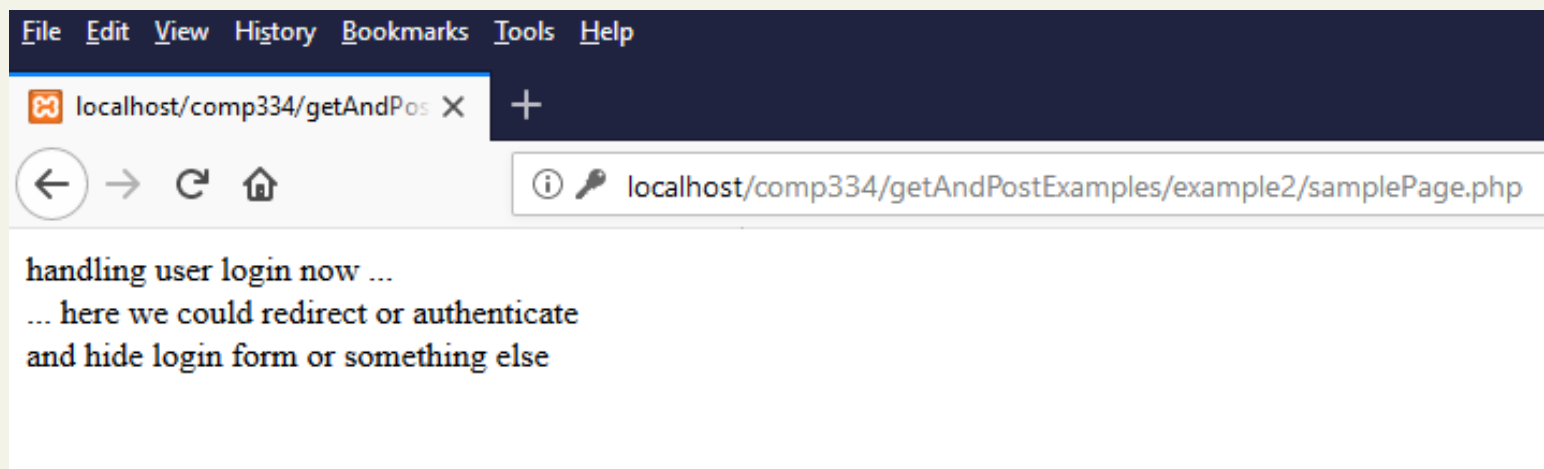 File Edit View History Bookmarks Tools Help
localhost/comp334/getAndPos
localhost/comp334/getAndPostExamples/example2/samplePage.php
handling user login now ...
... here we could redirect or authenticate
and hide login form or something else